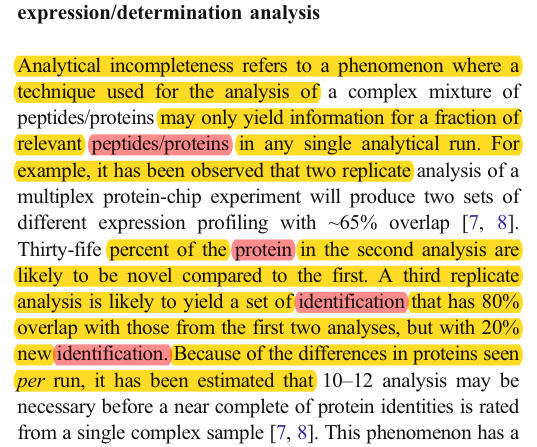 expression/determination analysis
Analytical incompleteness refers to a phenomenon where a
technique used for the analysis of a complex mixture of
peptides/proteins may only yield information for a fraction of
relevant peptides/proteins in any single analytical run. For
example, it has been observed that two replicate analysis of a
multiplex protein-chip experiment will produce two sets of
different expression profiling with ~65% overlap [7, 8].
Thirty-fife percent of the protein in the second analysis are
likely to be novel compared to the first. A third replicate
analysis is likely to yield a set of identification that has 80%
overlap with those from the first two analyses, but with 20%
new identification. Because of the differences in proteins seen
per run, it has been estimated that 10–12 analysis may be
necessary before a near complete of protein identities is rated
from a single complex sample [7, 8]. This phenomenon has a